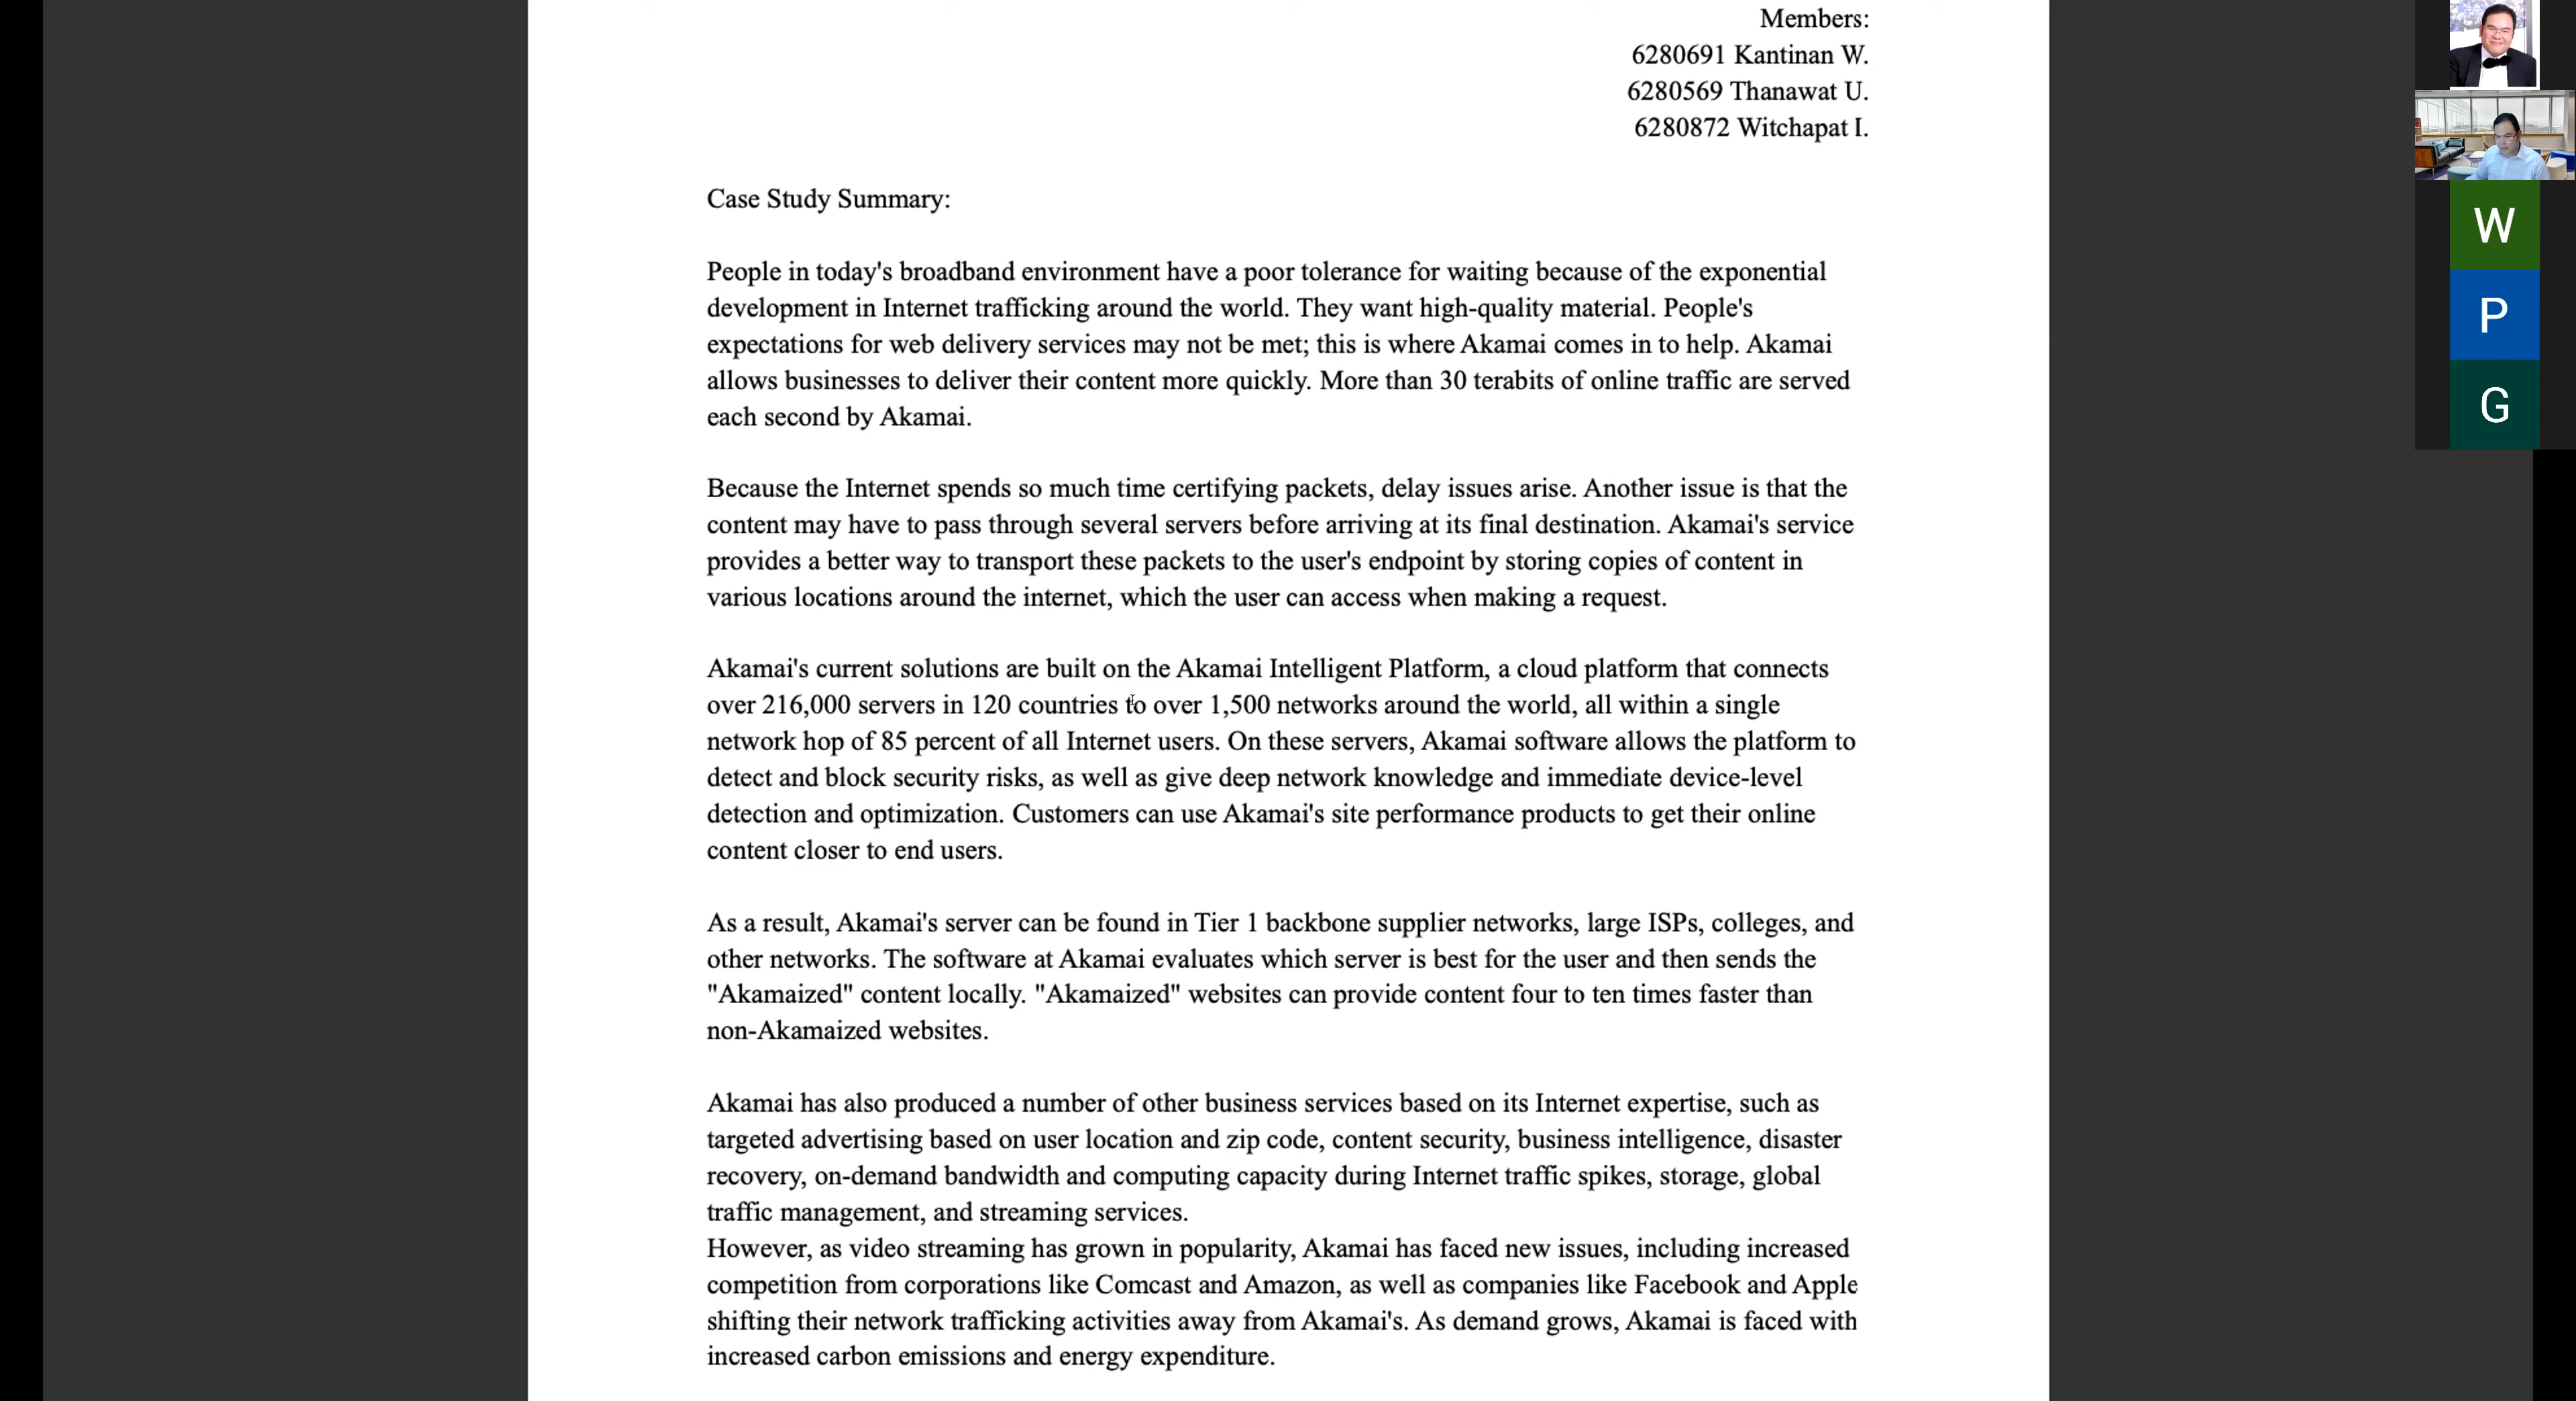 Members:
6280691 Kantinan W.
6280569 Thanawat U.
6280872 Witchapat I.
Case Study Summary:
People in today's broadband environment have a poor tolerance for waiting because of the exponential
development in Internet trafficking around the world. They want high-quality material. People's
expectations for web delivery services may not be met; this is where Akamai comes in to help. Akamai
allows businesses to deliver their content more quickly. More than 30 terabits of online traffic are served
each second by Akamai.
Because the Internet spends so much time certifying packets, delay issues arise. Another issue is that the
content may have to pass through several servers before arriving at its final destination. Akamai's service
provides a better way to transport these packets to the user's endpoint by storing copies of content in
various locations around the internet, which the user can access when making a request.
Akamai's current solutions are built on the Akamai Intelligent Platform, a cloud platform that connects
over 216,000 servers in 120 countries to over 1,500 networks around the world, all within a single
network hop of 85 percent of all Internet users. On these servers, Akamai software allows the platform to
detect and block security risks, as well as give deep network knowledge and immediate device-level
detection and optimization. Customers can use Akamai's site performance products to get their online
content closer to end users.
As a result, Akamai's server can be found in Tier 1 backbone supplier networks, large ISPs, colleges, and
other networks. The software at Akamai evaluates which server is best for the user and then sends the
"Akamaized" content locally. "Akamaized" websites can provide content four to ten times faster than
non-Akamaized websites.
Akamai has also produced a number of other business services based on its Internet expertise, such as
targeted advertising based on user location and zip code, content security, business intelligence, disaster
recovery, on-demand bandwidth and computing capacity during Internet traffic spikes, storage, global
traffic management, and streaming services.
However, as video streaming has grown in popularity, Akamai has faced new issues, including increased
competition from corporations like Comcast and Amazon, as well as companies like Facebook and Apple
shifting their network trafficking activities away from Akamai's. As demand grows, Akamai is faced with
increased carbon emissions and energy expenditure.
W
P
G